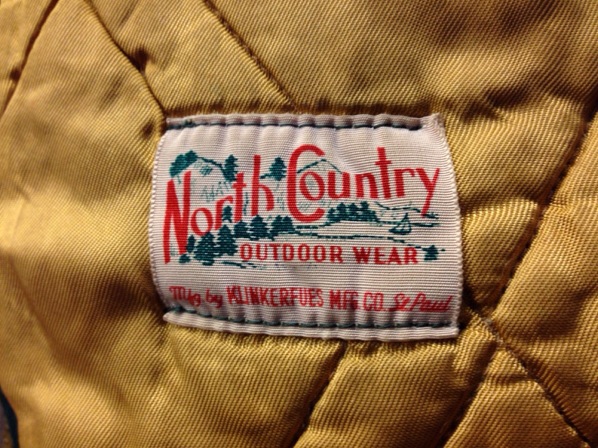 North Country
OUTDOOR WEAR
Mfg by KLINKERFUES MFG CO. St. Paul